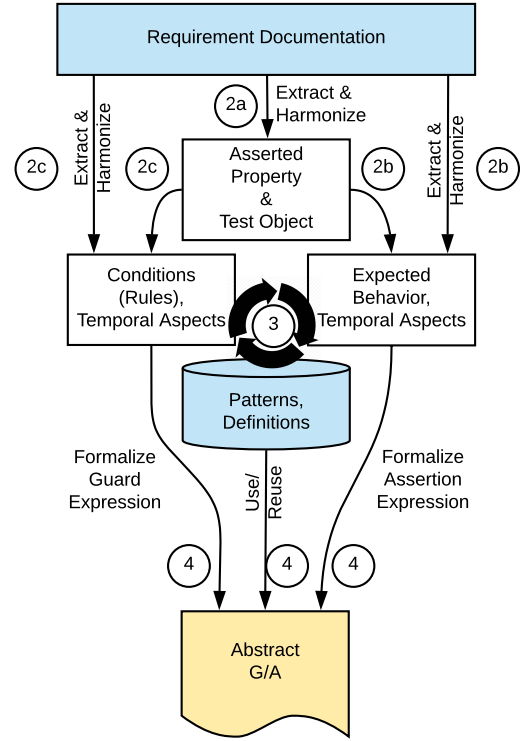 Requirement Documentation
2a
Extract &
Harmonize
Extract &
Harmonize
2c
2c
Asserted
Property
&
Test Object
2b
Extract &
Harmonize
2b
Conditions
(Rules),
Temporal Aspects
3
Expected
Behavior,
Temporal Aspects
Patterns,
Definitions
Formalize
Guard
Expression
Use/
Reuse
Formalize
Assertion
Expression
4
4
4
Abstract
G/A